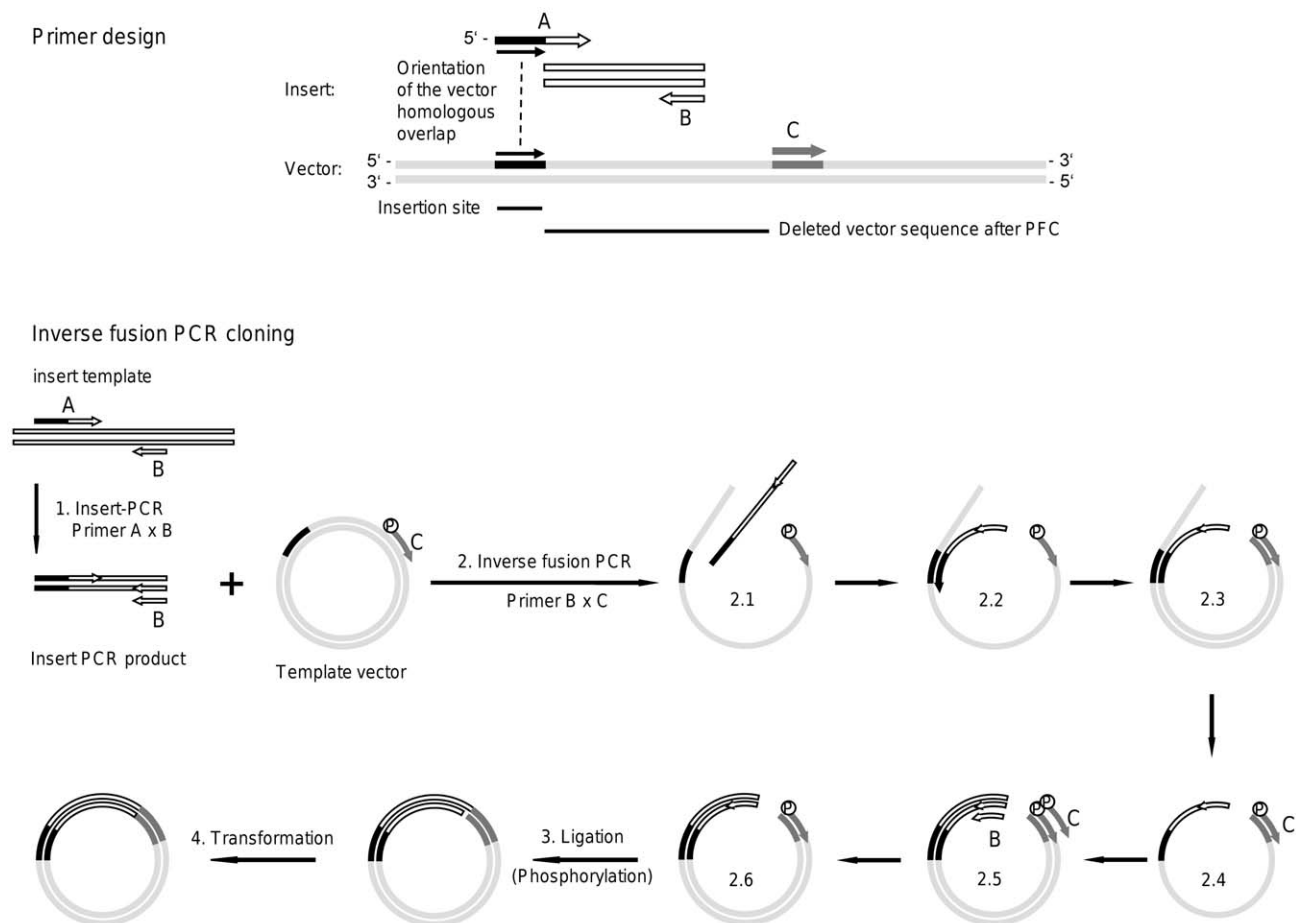 Primer design
A
5‘ -
Orientation
of the vector
homologous
overlap
Insert:
B
C
Vector:
5‘ -
- 3‘
3‘ -
- 5‘
Insertion site
Deleted vector sequence after PFC
Inverse fusion PCR cloning
insert template
A
B
1. Insert-PCR
Primer A x B
B
Insert PCR product
+
P
C
Template vector
2. Inverse fusion PCR
Primer B x C
P
2.1
P
2.2
P
2.3
4. Transformation
3. Ligation
(Phosphorylation)
P
2.6
P P
C
B
2.5
P
C
2.4